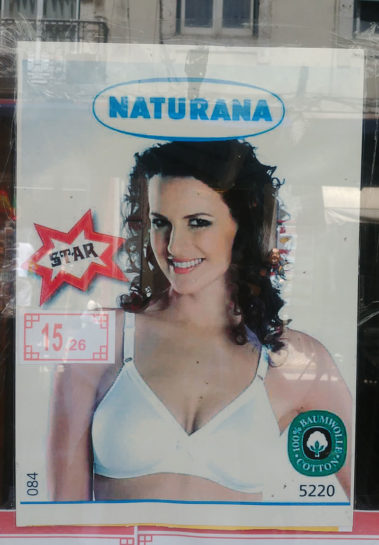 NATURANA
STAR
15 26
100% BAUMWOLLE
COTTON
084
5220